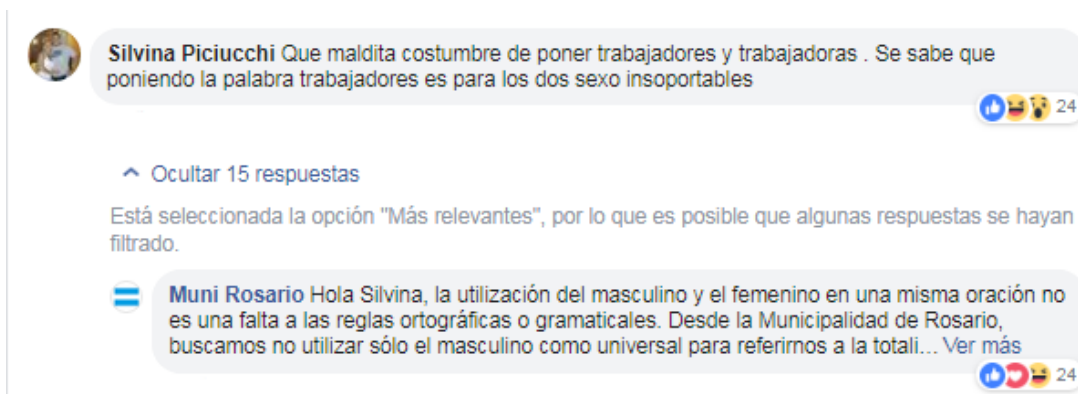 Silvina Piciucchi Que maldita costumbre de poner trabajadores y trabajadoras . Se sabe que
poniendo la palabra trabajadores es para los dos sexo insoportables
24
Ocultar 15 respuestas
Está seleccionada la opción "Más relevantes", por lo que es posible que algunas respuestas se hayan
filtrado.
Muni Rosario Hola Silvina, la utilización del masculino y el femenino en una misma oración no
es una falta a las reglas ortográficas o gramaticales. Desde la Municipalidad de Rosario,
buscamos no utilizar sólo el masculino como universal para referirnos a la totali... Ver más
24